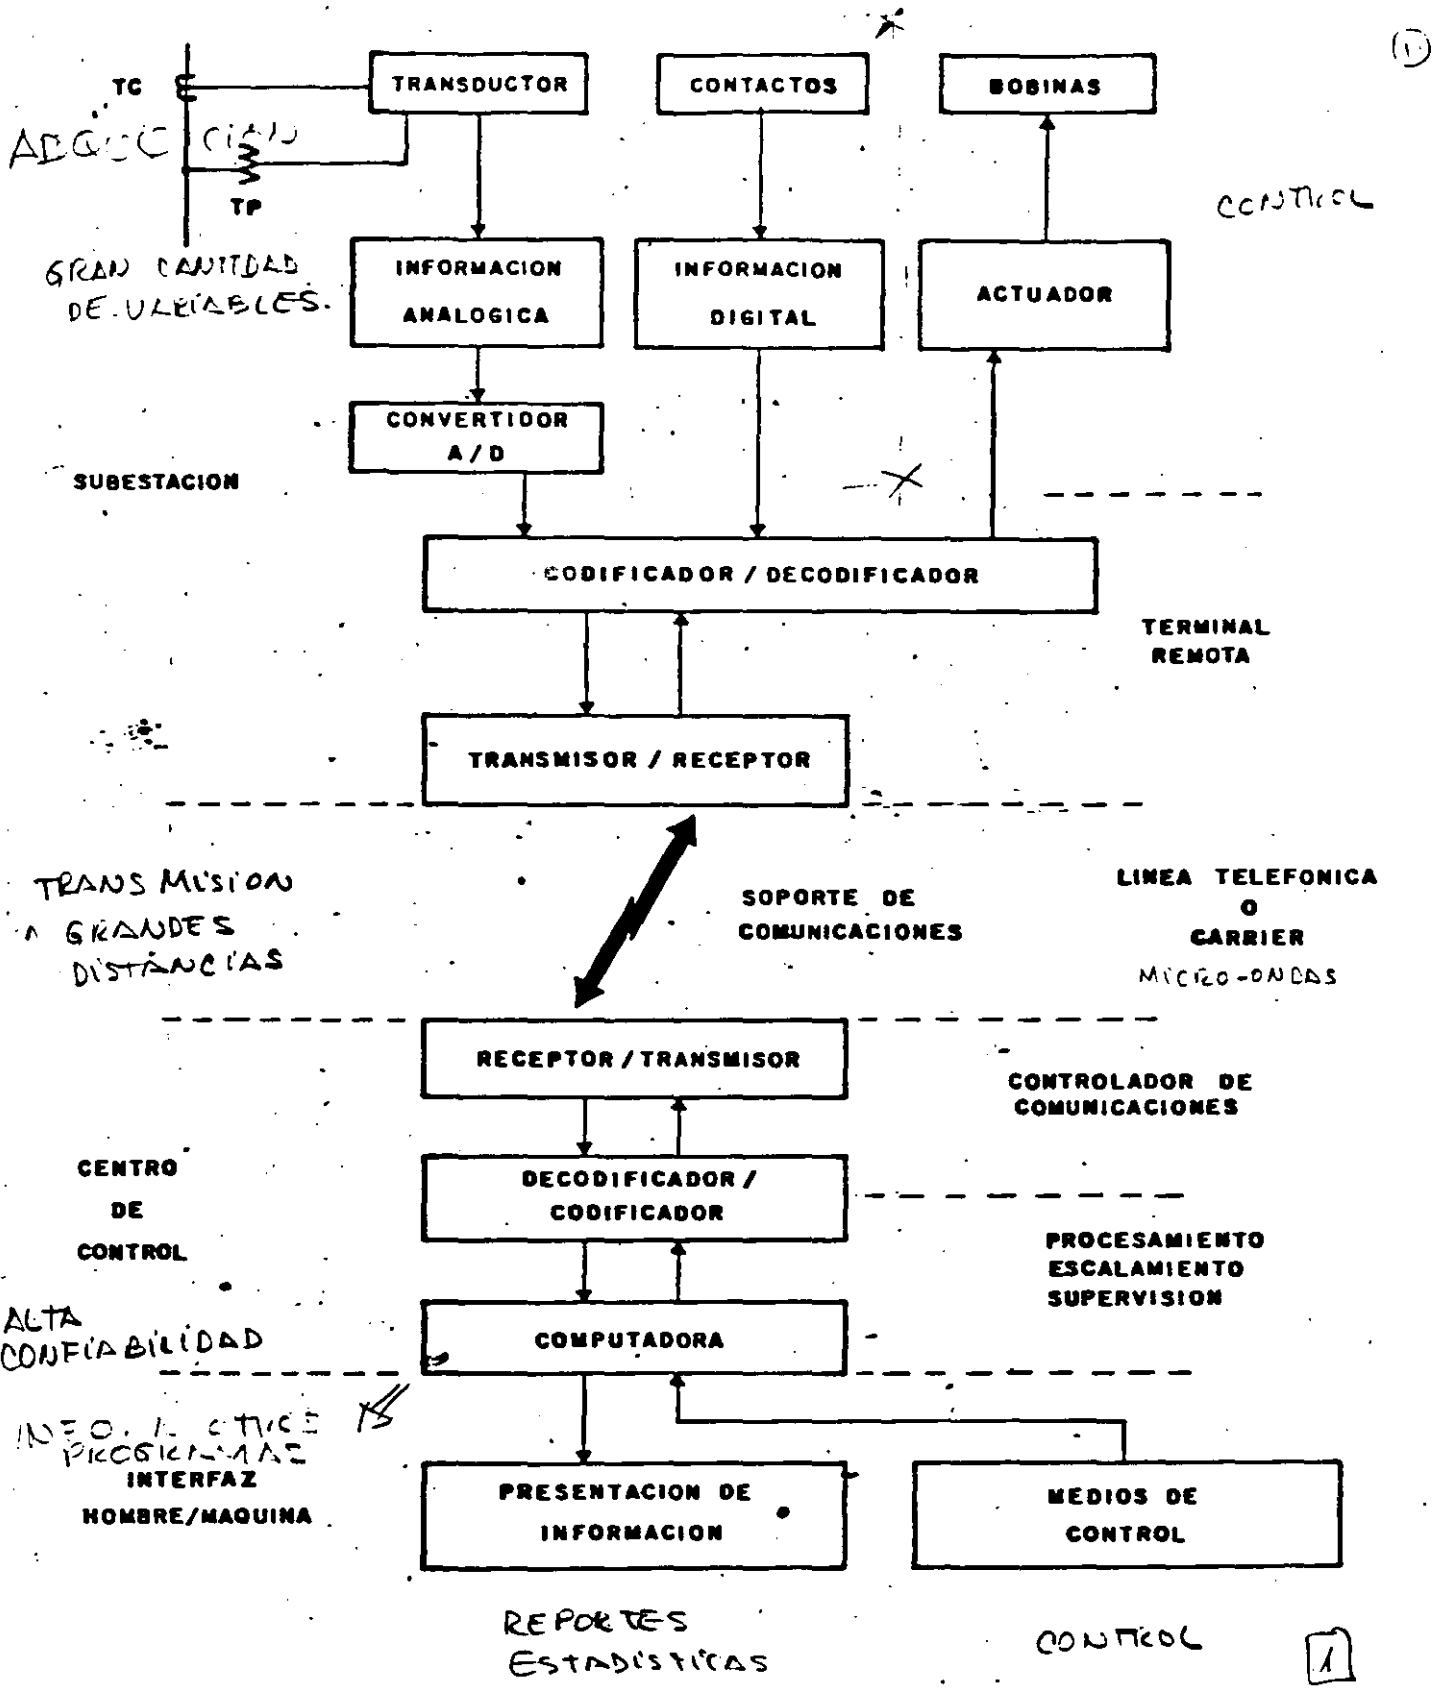 TC
TRANSDUCTOR
CONTACTOS
BOBINAS
TP
CONTROL
GRAN CANTIDAD
DE VARIABLES.
INFORMACION
ANALOGICA
INFORMACION
DIGITAL
ACTUADOR
CONVERTIDOR
A/D
SUBESTACION
CODIFICADOR / DECODIFICADOR
TERMINAL
REMOTA
TRANSMISOR / RECEPTOR
TRANSMISION
A GRANDES
DISTANCIAS
SOPORTE DE
COMUNICACIONES
LINEA TELEFONICA
O
CARRIER
MICRO-ONDAS
RECEPTOR / TRANSMISOR
CONTROLADOR DE
COMUNICACIONES
CENTRO
DE
CONTROL
DECODIFICADOR /
CODIFICADOR
PROCESAMIENTO
ESCALAMIENTO
SUPERVISION
ALTA
CONFIABILIDAD
COMPUTADORA
INFO. A
PROGRAMAS
INTERFAZ
HOMBRE/MAQUINA
PRESENTACION DE
INFORMACION
MEDIOS DE
CONTROL
REPORTES
ESTADISTICAS
CONTROL
1